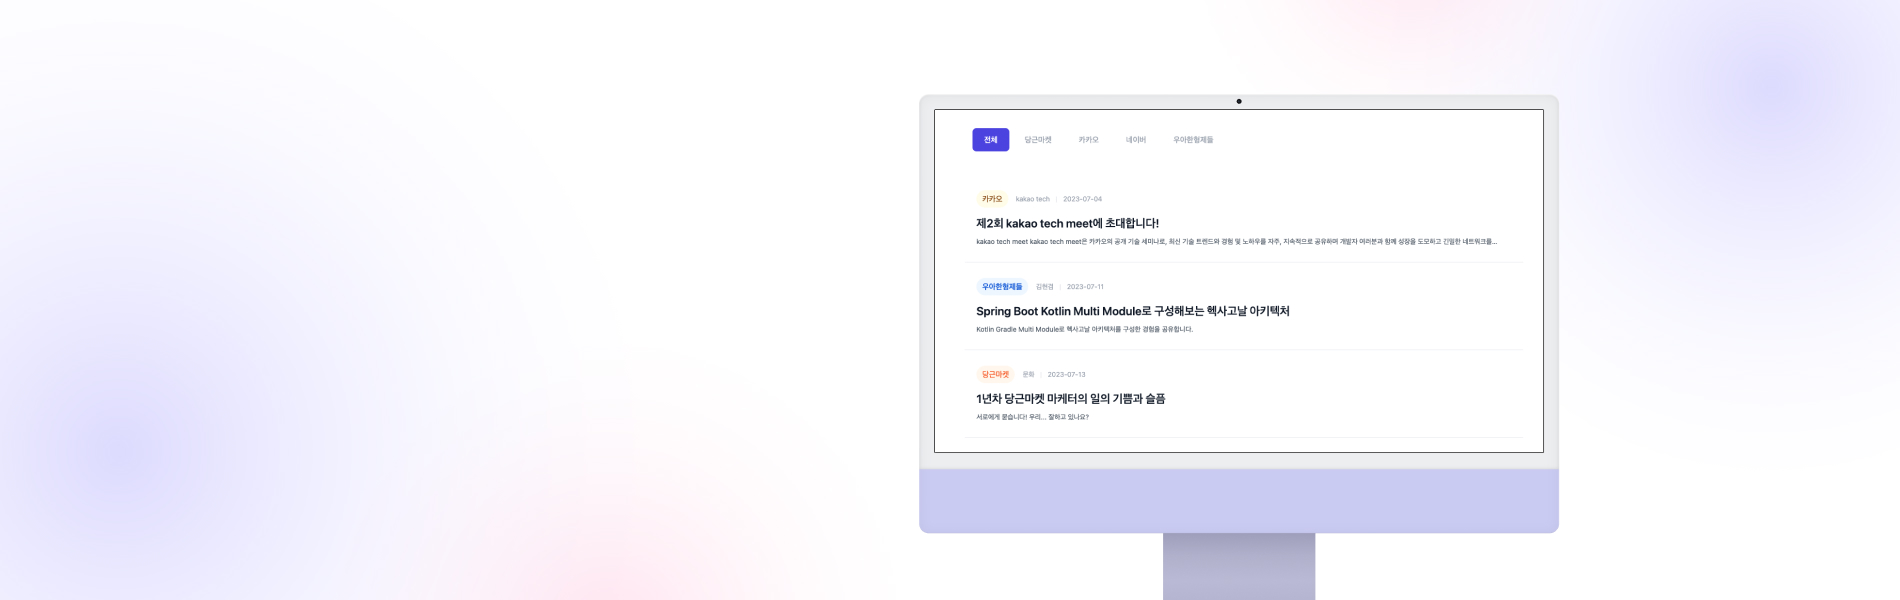 전체 당근마켓 카카오 네이버 우아한형제들
카카오 kakao tech | 2023-07-04
제2회 kakao tech meet에 초대합니다!
kakao tech meet kakao tech meet은 카카오의 공개 기술 세미나로, 최신 기술 트렌드와 경험 및 노하우를 자주, 지속적으로 공유하며 개발자 여러분과 함께 성장을 도모하고 긴밀한 네트워크를...
우아한형제들 김현겸 | 2023-07-11
Spring Boot Kotlin Multi Module로 구성해보는 헥사고날 아키텍처
Kotlin Gradle Multi Module로 헥사고날 아키텍처를 구성한 경험을 공유합니다.
당근마켓 문화 | 2023-07-13
1년차 당근마켓 마케터의 일의 기쁨과 슬픔
서로에게 묻습니다! 우리... 잘하고 있나요?